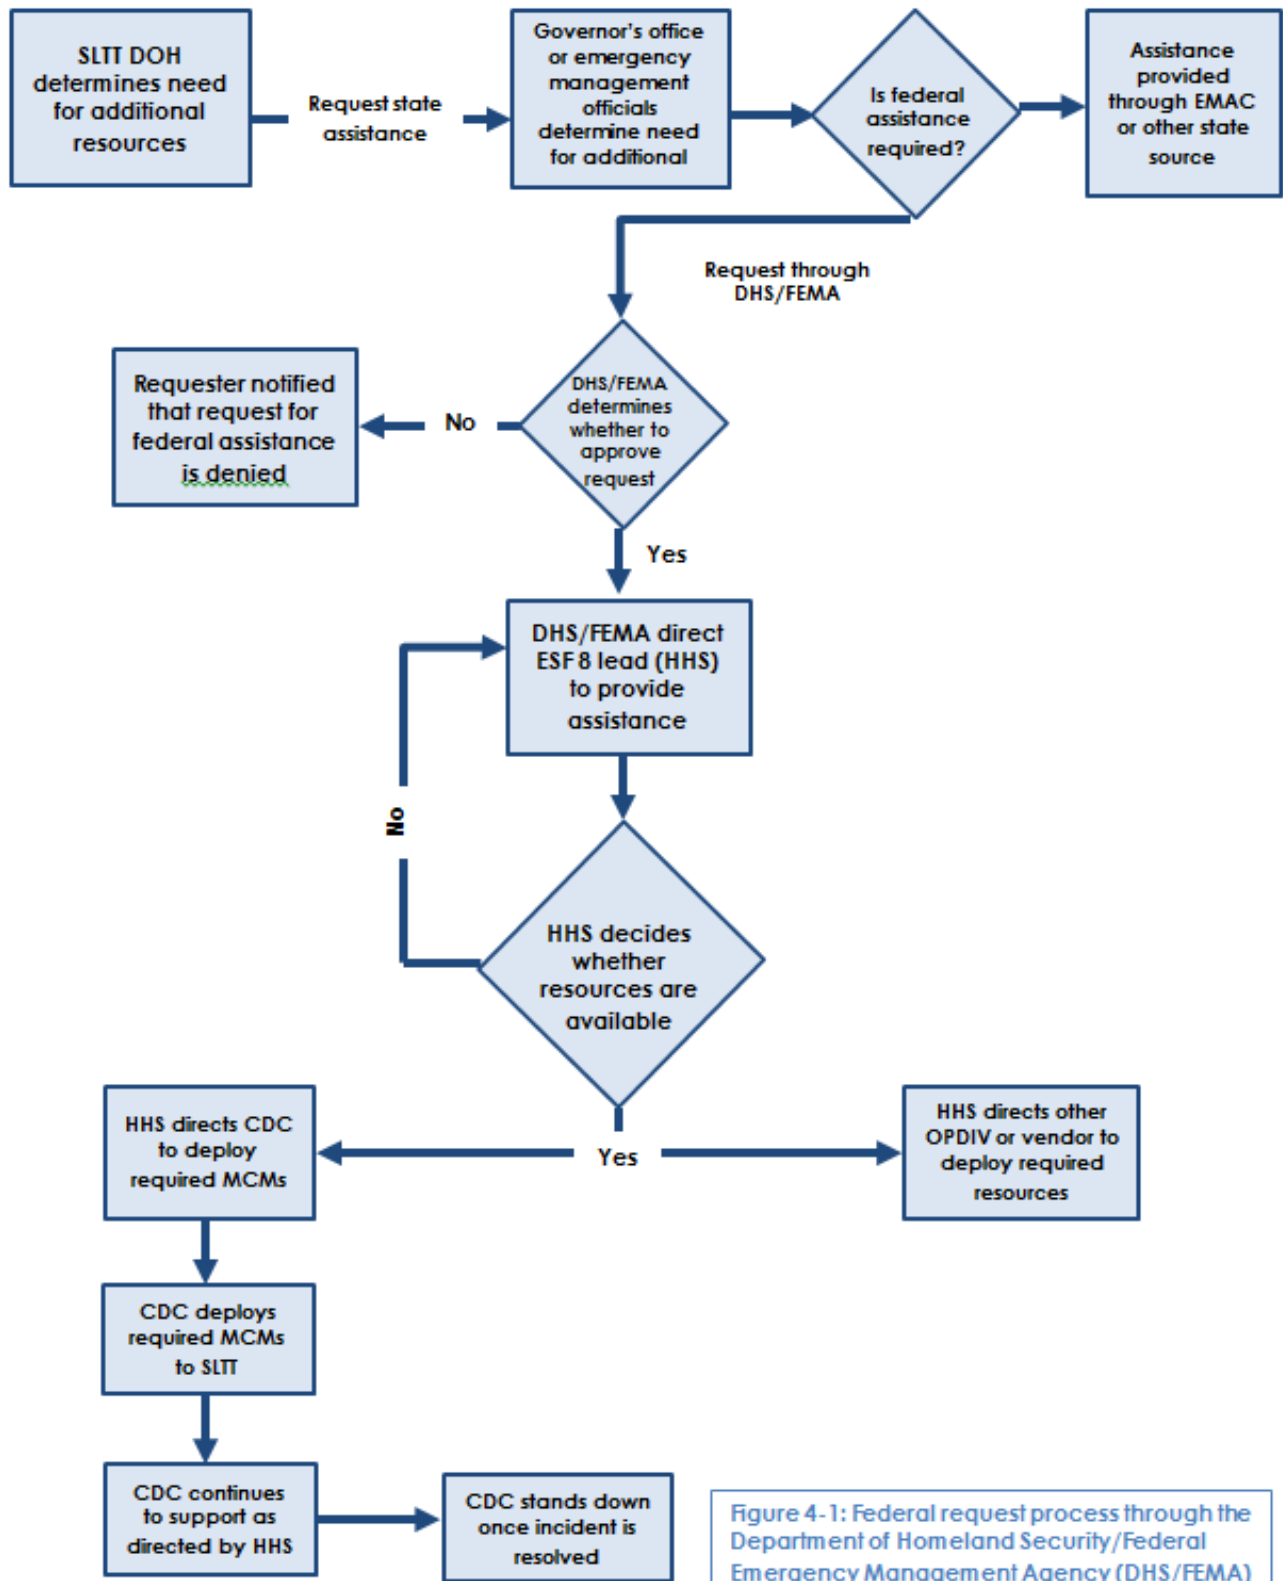 SLTT DOH
determines need
for additional
resources
Request state
assistance
Governor's office
or emergency
management
officials
determine need
for additional
Is federal
assistance
required?
Assistance
provided
through EMAC
or other state
source
Request through
DHS/FEMA
DHS/FEMA
determines
whether to
approve
request
No
Requester notified
that request for
federal assistance
is denied
Yes
DHS/FEMA direct
ESF 8 lead (HHS)
to provide
assistance
No
HHS decides
whether
resources are
available
Yes
HHS directs CDC
to deploy
required MCMs
HHS directs other
OPDIV or vendor to
deploy required
resources
CDC deploys
required MCMs
to SLTT
CDC continues
to support as
directed by HHS
CDC stands down
once incident is
resolved
Figure 4-1: Federal request process through the
Department of Homeland Security/Federal
Emergency Management Agency (DHS/FEMA)